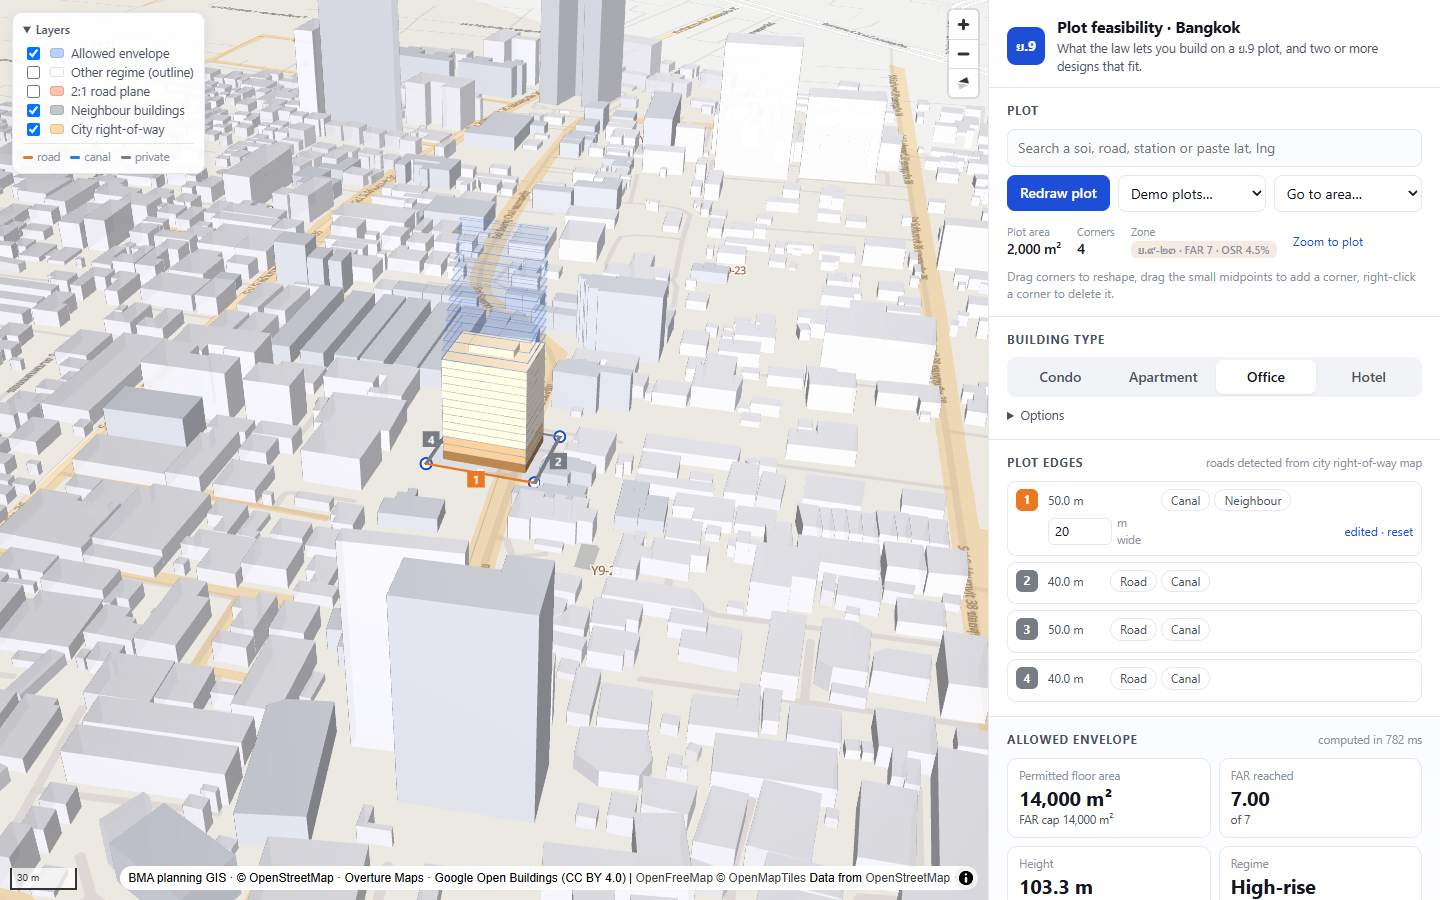 ▼ Layers
Allowed envelope
Other regime (outline)
2:1 road plane
Neighbour buildings
City right-of-way
road canal private
ย.9
Plot feasibility · Bangkok
What the law lets you build on a ย.9 plot, and two or more
designs that fit.
PLOT
Search a soi, road, station or paste lat, lng
Redraw plot
Demo plots...
Go to area...
Plot area
2,000 m²
Corners
4
Zone
ย.๙-๒๓ · FAR 7 · OSR 4.5%
Zoom to plot
Drag corners to reshape, drag the small midpoints to add a corner, right-click
a corner to delete it.
BUILDING TYPE
Condo Apartment Office Hotel
▶ Options
PLOT EDGES
roads detected from city right-of-way map
1 50.0 m Canal Neighbour
20 m wide edited · reset
2 40.0 m Road Canal
3 50.0 m Road Canal
4 40.0 m Road Canal
ALLOWED ENVELOPE
computed in 782 ms
Permitted floor area
14,000 m²
FAR cap 14,000 m²
FAR reached
7.00
of 7
Height
103.3 m
Regime
High-rise
4
2
1
-23
Y9-2
30 m
BMA planning GIS · © OpenStreetMap · Overture Maps · Google Open Buildings (CC BY 4.0) | OpenFreeMap © OpenMapTiles Data from OpenStreetMap